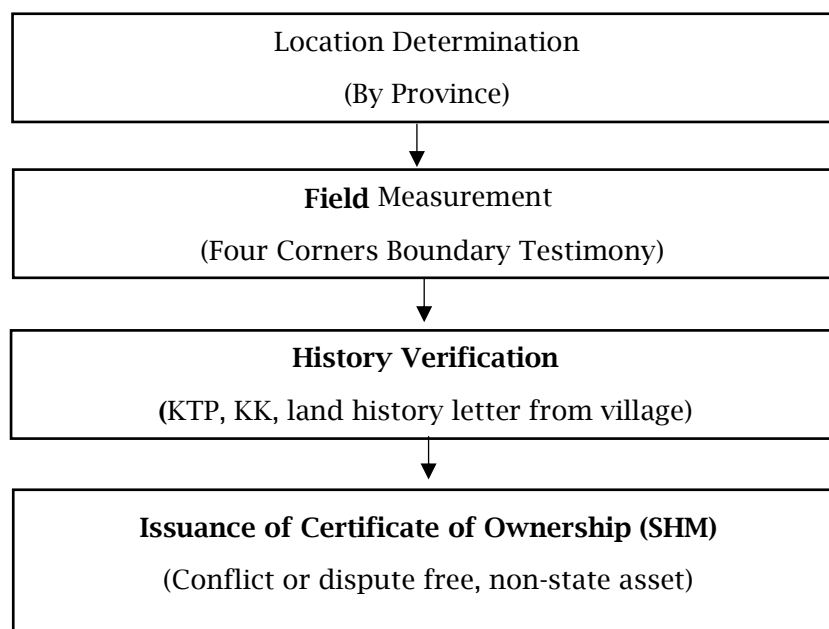 Location Determination
(By Province)
Field Measurement
(Four Corners Boundary Testimony)
History Verification
(KTP, KK, land history letter from village)
Issuance of Certificate of Ownership (SHM)
(Conflict or dispute free, non-state asset)